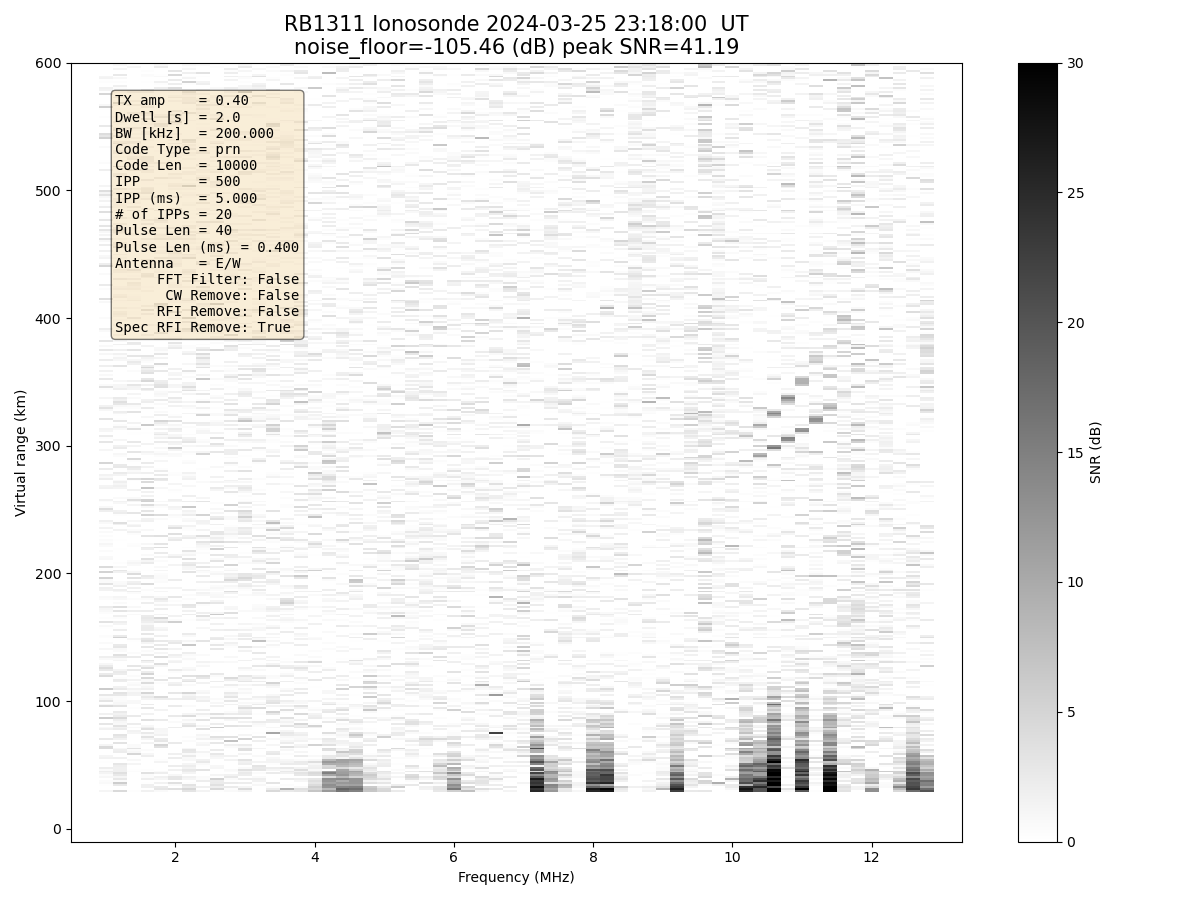 RB1311 Ionosonde 2024-03-25 23:18:00  UT
noise_floor=-105.46 (dB) peak SNR=41.19
600
500
400
300
200
100
0
Virtual range (km)
TX amp    = 0.40
Dwell [s] = 2.0
BW [kHz]  = 200.000
Code Type = prn
Code Len  = 10000
IPP       = 500
IPP (ms)  = 5.000
# of IPPs = 20
Pulse Len = 40
Pulse Len (ms) = 0.400
Antenna   = E/W
FFT Filter: False
CW Remove: False
RFI Remove: False
Spec RFI Remove: True
2 4 6 8 10 12
Frequency (MHz)
30
25
20
15
10
5
0
SNR (dB)